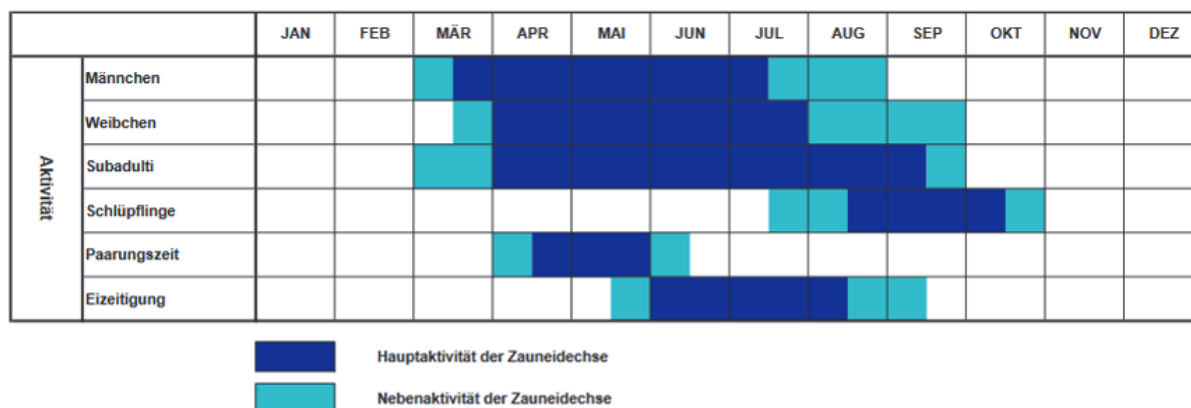 JAN FEB MÄR APR MAI JUN JUL AUG SEP OKT NOV DEZ
Aktivität
Männchen
Weibchen
Subadulti
Schlüpflinge
Paarungszeit
Eizeitigung
Hauptaktivität der Zauneidechse
Nebenaktivität der Zauneidechse